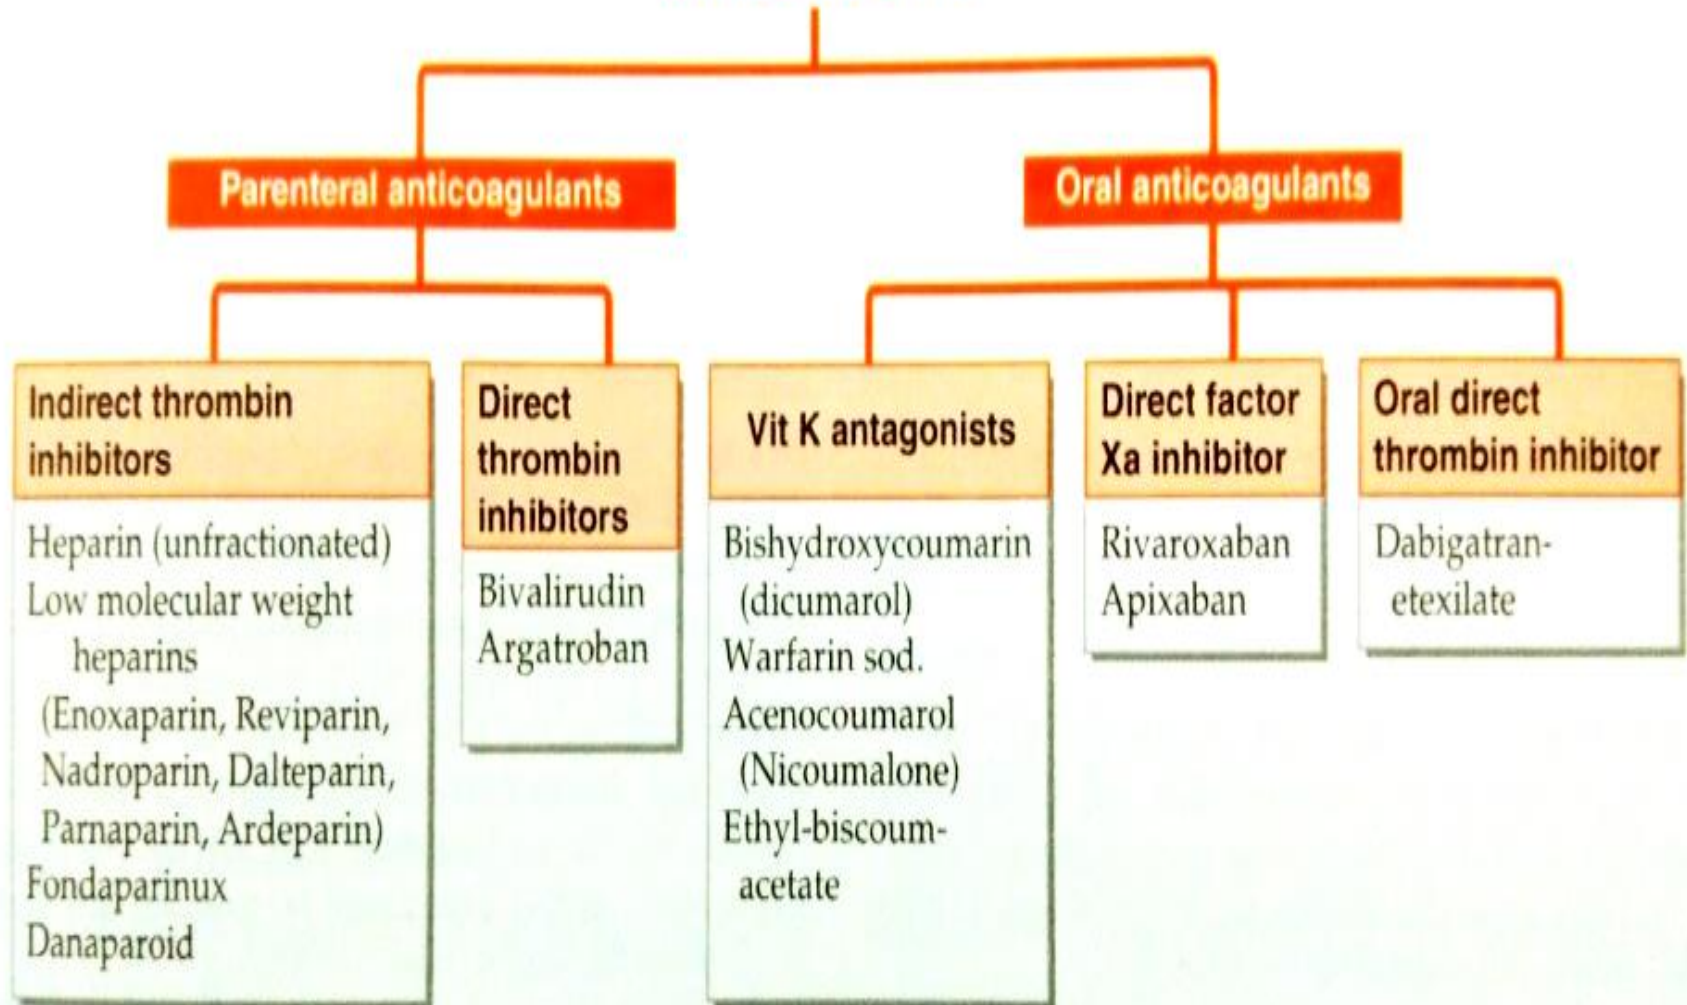 Parenteral anticoagulants
Oral anticoagulants
Indirect thrombin
inhibitors
Heparin (unfractionated)
Low molecular weight
heparins
(Enoxaparin, Reviparin,
Nadroparin, Dalteparin,
Parnaparin, Ardeparin)
Fondaparinux
Danaparoid
Direct
thrombin
inhibitors
Bivalirudin
Argatroban
Vit K antagonists
Bishydroxycoumarin
(dicumarol)
Warfarin sod.
Acenocoumarol
(Nicoumalone)
Ethyl-biscoum-
acetate
Direct factor
Xa inhibitor
Rivaroxaban
Apixaban
Oral direct
thrombin inhibitor
Dabigatran-
etexilate